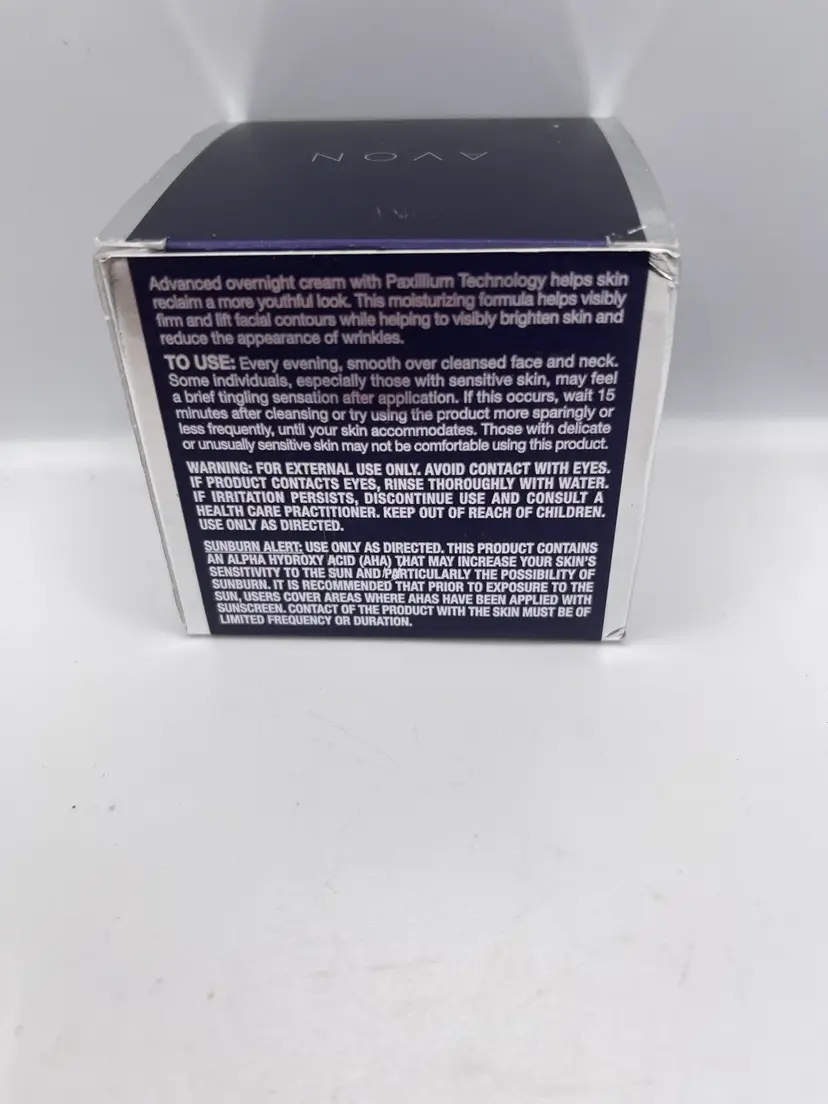 AVON
Advanced overnight cream with Paxillium Technology helps skin
reclaim a more youthful look. This moisturizing formula helps visibly
firm and lift facial contours while helping to visibly brighten skin and
reduce the appearance of wrinkles.
TO USE: Every evening, smooth over cleansed face and neck.
Some individuals, especially those with sensitive skin, may feel
a brief tingling sensation after application. If this occurs, wait 15
minutes after cleansing or try using the product more sparingly or
less frequently, until your skin accommodates. Those with delicate
or unusually sensitive skin may not be comfortable using this product.
WARNING: FOR EXTERNAL USE ONLY. AVOID CONTACT WITH EYES.
IF PRODUCT CONTACTS EYES, RINSE THOROUGHLY WITH WATER.
IF IRRITATION PERSISTS, DISCONTINUE USE AND CONSULT A
HEALTH CARE PRACTITIONER. KEEP OUT OF REACH OF CHILDREN.
USE ONLY AS DIRECTED.
SUNBURN ALERT: USE ONLY AS DIRECTED. THIS PRODUCT CONTAINS
AN ALPHA HYDROXY ACID (AHA) THAT MAY INCREASE YOUR SKIN'S
SENSITIVITY TO THE SUN AND PARTICULARLY THE POSSIBILITY OF
SUNBURN. IT IS RECOMMENDED THAT PRIOR TO EXPOSURE TO THE
SUN, USERS COVER AREAS WHERE AHAS HAVE BEEN APPLIED WITH
SUNSCREEN. CONTACT OF THE PRODUCT WITH THE SKIN MUST BE OF
LIMITED FREQUENCY OR DURATION.